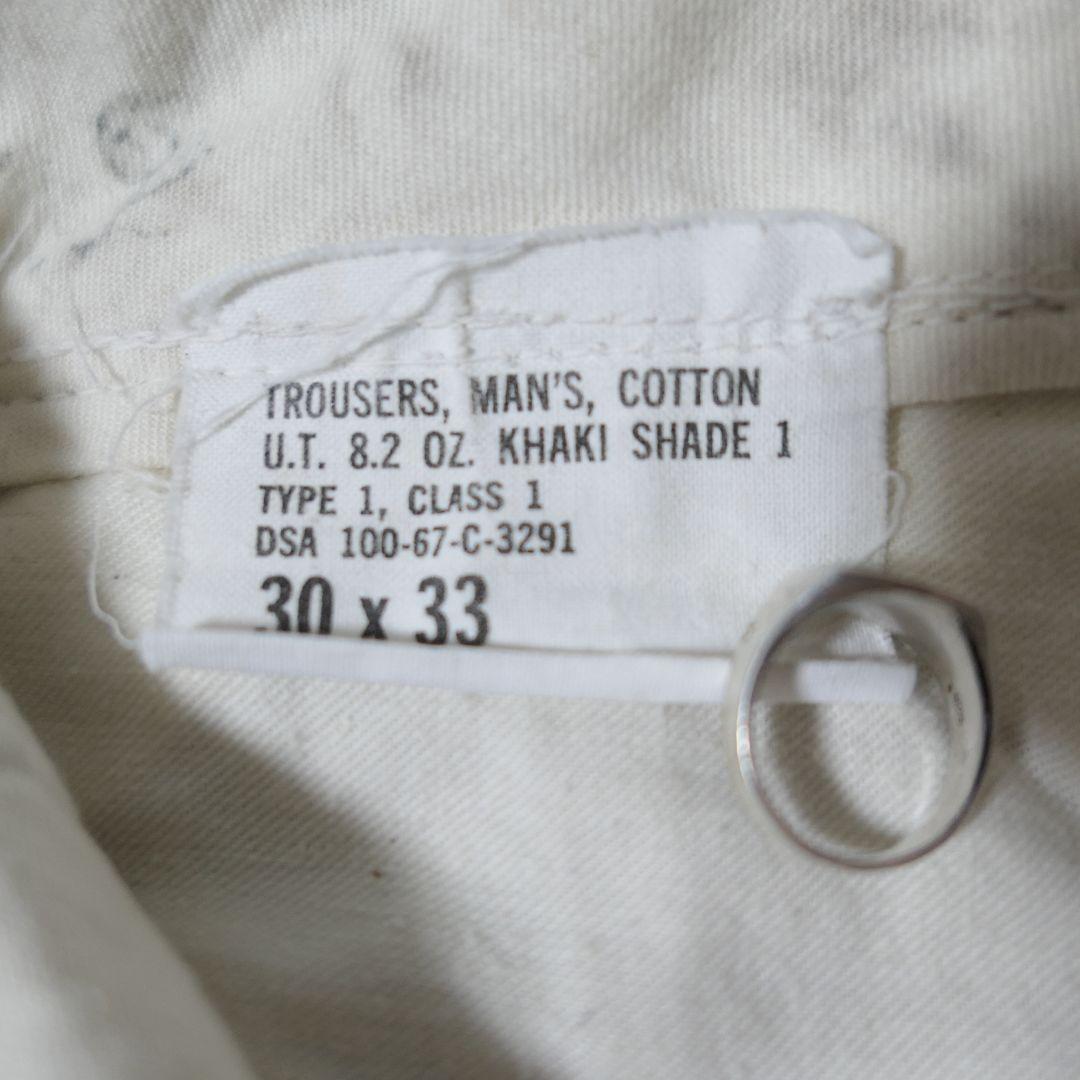 TROUSERS, MAN'S, COTTON
U.T. 8.2 OZ. KHAKI SHADE 1
TYPE 1, CLASS 1
DSA 100-67-C-3291
30 x 33